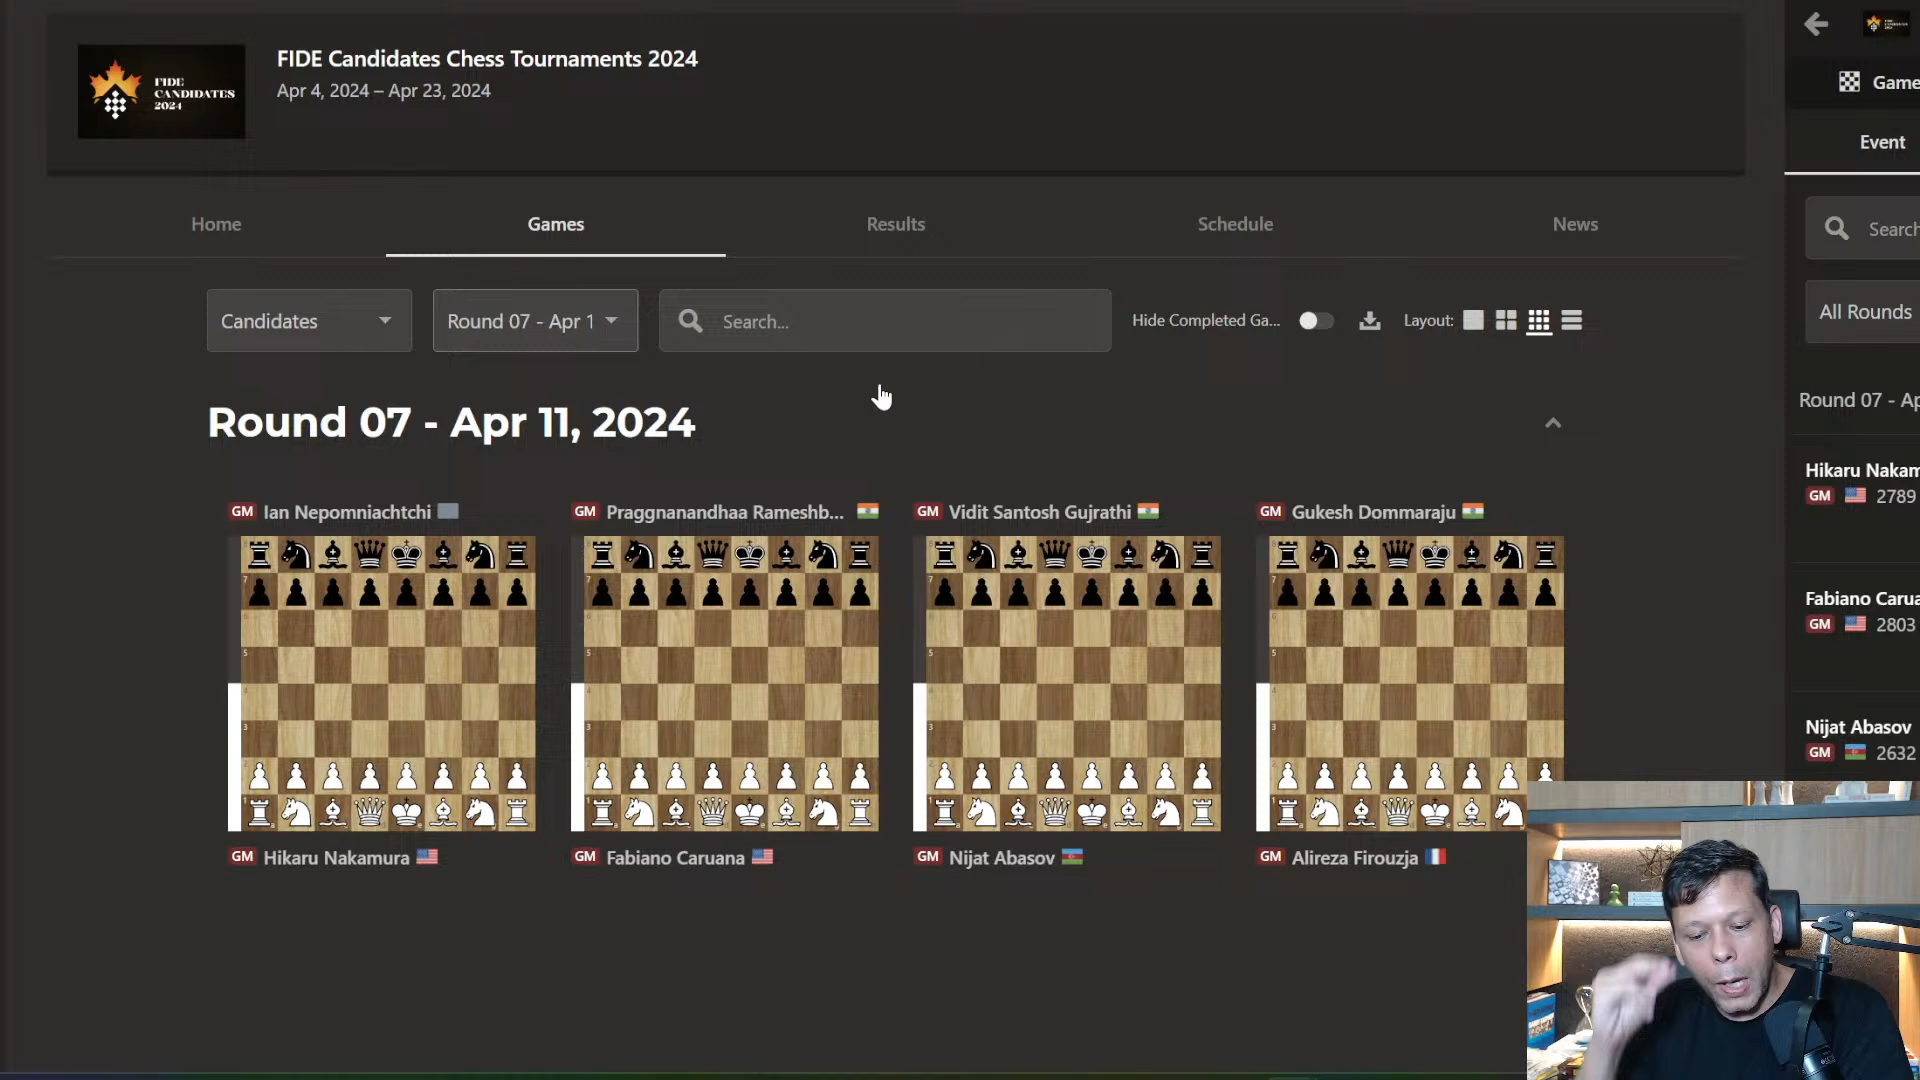 FIDE
CANDIDATES
2024
FIDE Candidates Chess Tournaments 2024
Apr 4, 2024 – Apr 23, 2024
Game
Event
Home
Games
Results
Schedule
News
Candidates
Round 07 - Apr 1
Search...
Hide Completed Ga...
Layout:
Search
All Rounds
Round 07 - Apr 11, 2024
Round 07 - Ap
GM Ian Nepomniachtchi
GM Praggnanandhaa Rameshb...
GM Vidit Santosh Gujrathi
GM Gukesh Dommaraju
GM Hikaru Nakamura
GM Fabiano Caruana
GM Nijat Abasov
GM Alireza Firouzja
Hikaru Nakam
GM 2789
Fabiano Carua
GM 2803
Nijat Abasov
GM 2632